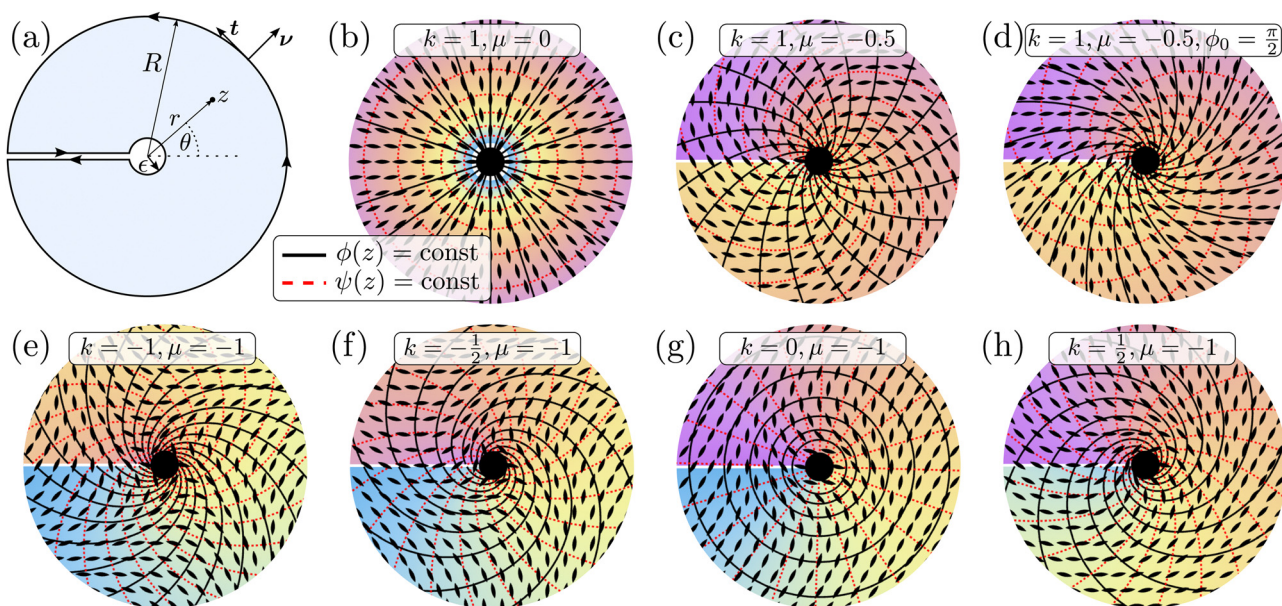 (a)
t
ν
R
z
r
θ
ϵ
(b)
k = 1, μ = 0
(c)
k = 1, μ = −0.5
(d)
k = 1, μ = −0.5, ϕ₀ = π/2
ϕ(z) = const
ψ(z) = const
(e)
k = −1, μ = −1
(f)
k = −1/2, μ = −1
(g)
k = 0, μ = −1
(h)
k = 1/2, μ = −1